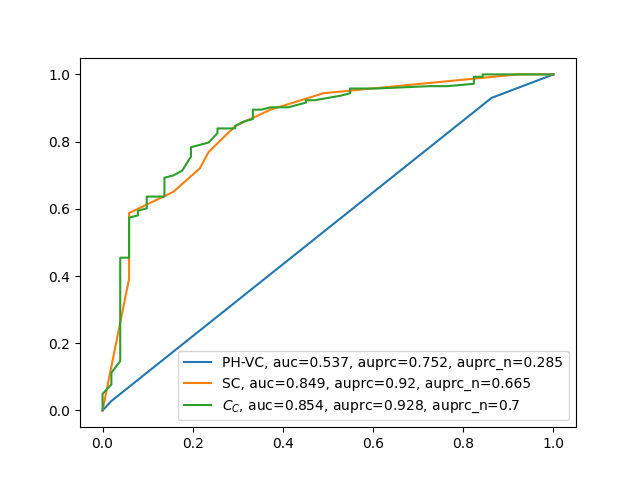 1.0
0.8
0.6
0.4
0.2
0.0
PH-VC, auc=0.537, auprc=0.752, auprc_n=0.285
SC, auc=0.849, auprc=0.92, auprc_n=0.665
C_C, auc=0.854, auprc=0.928, auprc_n=0.7
0.0 0.2 0.4 0.6 0.8 1.0